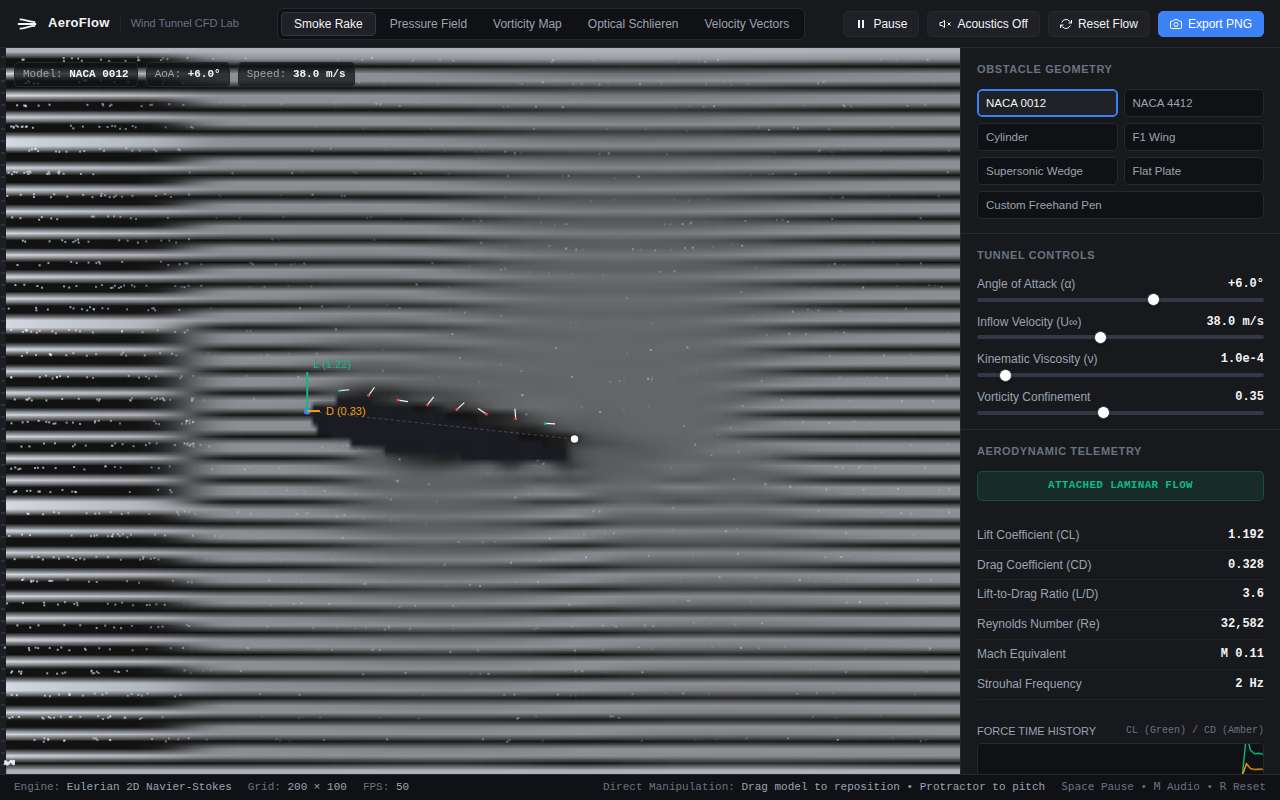 AeroFlow Wind Tunnel CFD Lab Smoke Rake Pressure Field Vorticity Map Optical Schlieren Velocity Vectors Pause Acoustics Off Reset Flow Export PNG
Model: NACA 0012 AoA: +6.0° Speed: 38.0 m/s
L (1.22)
D (0.33)
OBSTACLE GEOMETRY
NACA 0012 NACA 4412
Cylinder F1 Wing
Supersonic Wedge Flat Plate
Custom Freehand Pen
TUNNEL CONTROLS
Angle of Attack (α) +6.0°
Inflow Velocity (U∞) 38.0 m/s
Kinematic Viscosity (ν) 1.0e-4
Vorticity Confinement 0.35
AERODYNAMIC TELEMETRY
ATTACHED LAMINAR FLOW
Lift Coefficient (CL) 1.192
Drag Coefficient (CD) 0.328
Lift-to-Drag Ratio (L/D) 3.6
Reynolds Number (Re) 32,582
Mach Equivalent M 0.11
Strouhal Frequency 2 Hz
FORCE TIME HISTORY CL (Green) / CD (Amber)
Engine: Eulerian 2D Navier-Stokes Grid: 200 × 100 FPS: 50 Direct Manipulation: Drag model to reposition • Protractor to pitch Space Pause • M Audio • R Reset